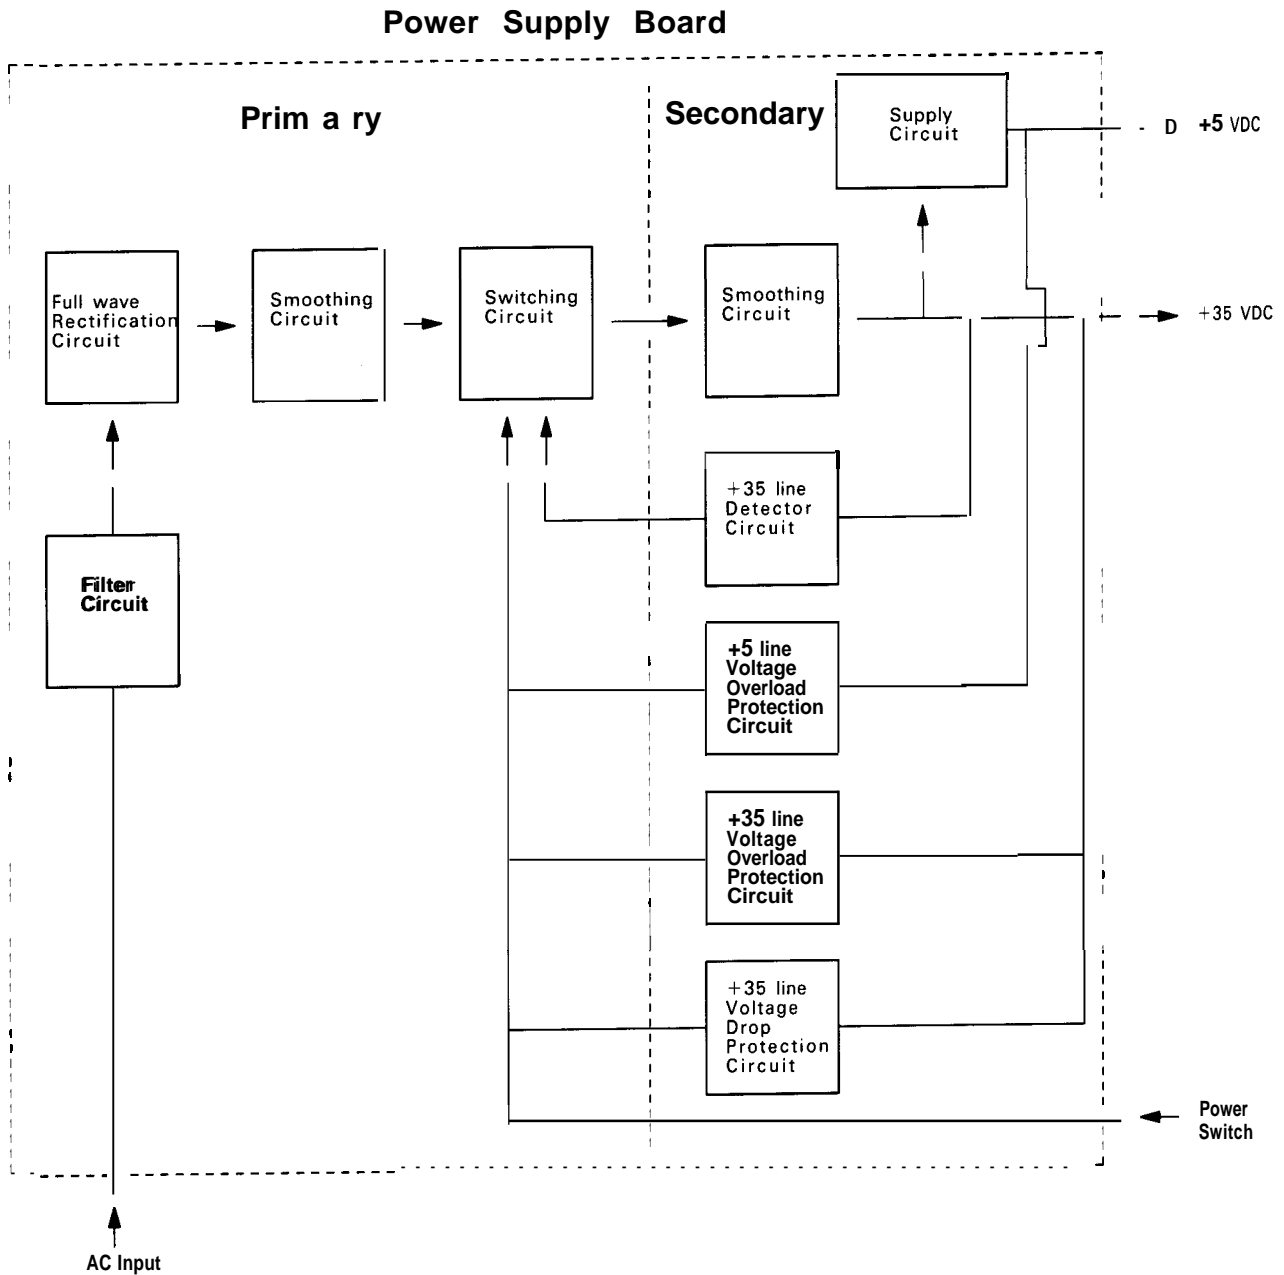 Power Supply Board
Prim a ry
Secondary
Supply
Circuit
- D +5 VDC
Full wave
Rectification
Circuit
Smoothing
Circuit
Switching
Circuit
Smoothing
Circuit
+35 VDC
+35 line
Detector
Circuit
Filter
Circuit
+5 line
Voltage
Overload
Protection
Circuit
+35 line
Voltage
Overload
Protection
Circuit
+35 line
Voltage
Drop
Protection
Circuit
Power
Switch
AC Input